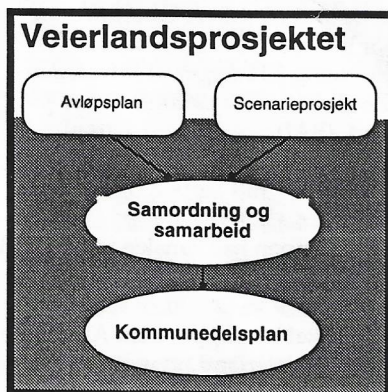 Veierlandsprosjektet
Avløpsplan
Scenarieprosjekt
Samordning og
samarbeid
Kommunedelsplan